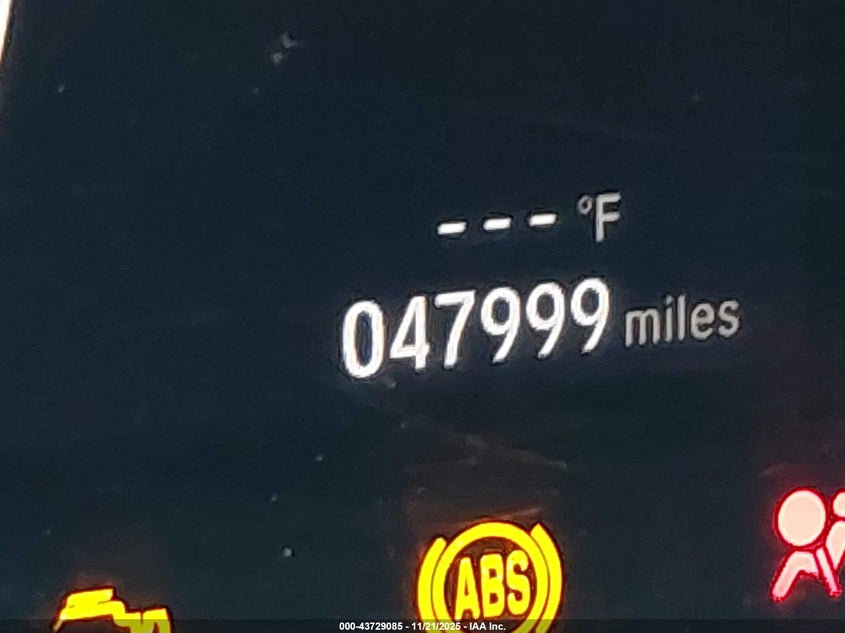 --- °F
047999 miles
ABS
000-43729085 - 11/21/2025 - IAA Inc.